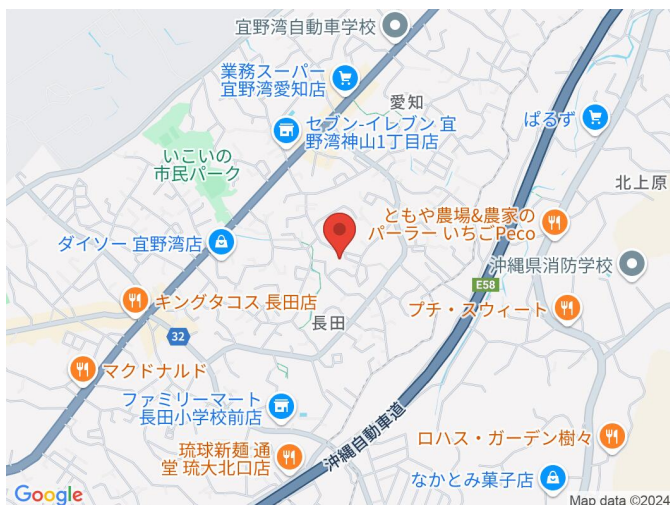 宜野湾自動車学校
業務スーパー
宜野湾愛知店
愛知
セブン-イレブン 宜
野湾神山1丁目店
ぱるず
いこいの
市民パーク
北上原
ともや農場&農家の
パーラー いちごPeco
ダイソー 宜野湾店
沖縄県消防学校
E58
キングタコス 長田店
プチ・スウィート
長田
32
マクドナルド
ファミリーマート
長田小学校前店
沖縄自動車道
ロハス・ガーデン樹々
琉球新麺 通
堂 琉大北口店
なかとみ菓子店
Google
Map data ©2024